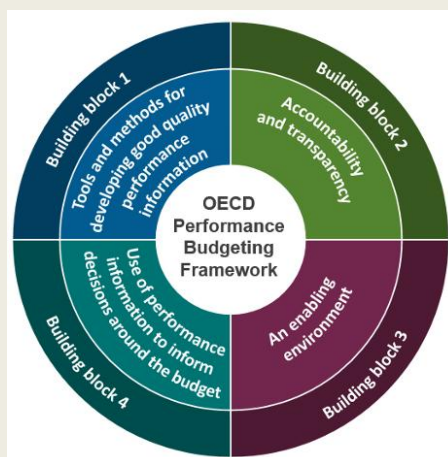 Building block 1
Tools and methods for
developing good quality
performance
information
Building block 2
Accountability
and transparency
OECD
Performance
Budgeting
Framework
Use of performance
information to inform
decisions around the budget
Building block 4
An enabling
environment
Building block 3